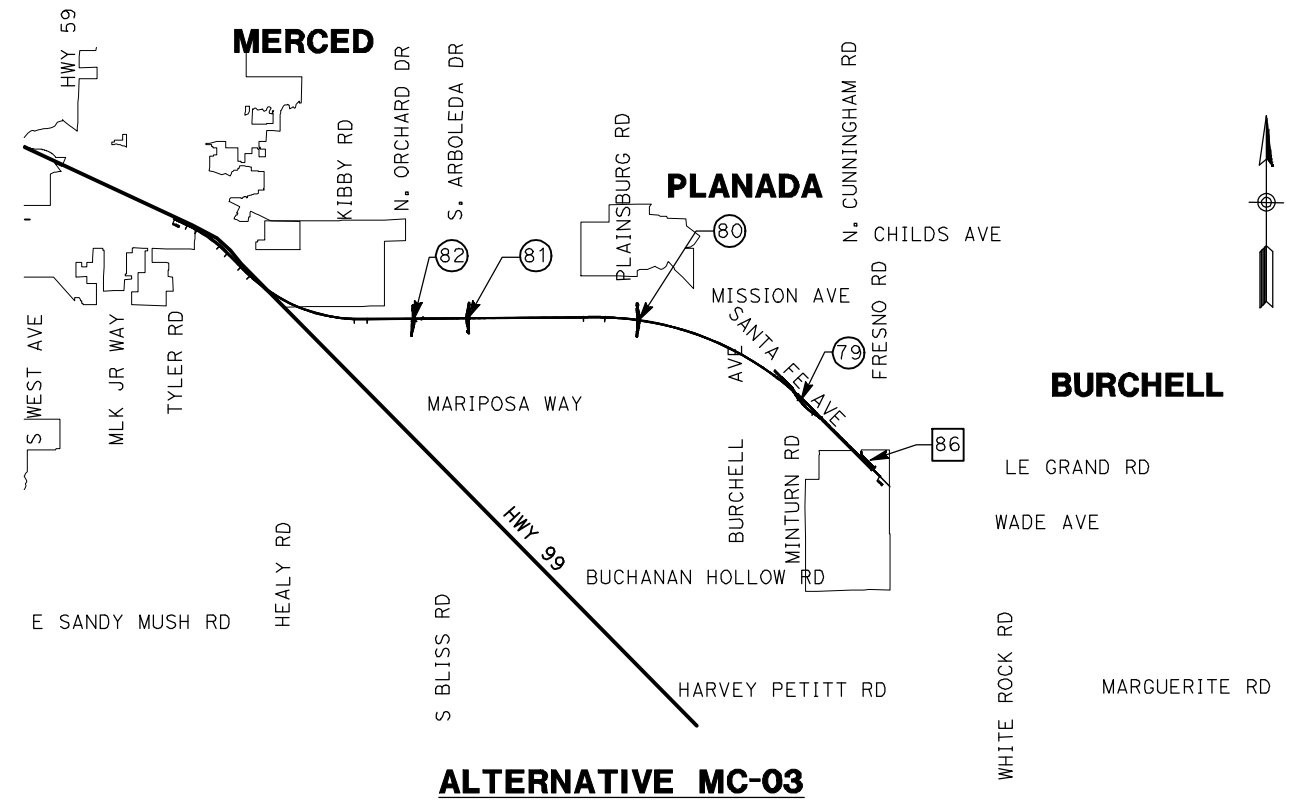 HWY 59
MERCED
KIBBY RD
N. ORCHARD DR
S. ARBOLEDA DR
PLAINSBURG RD
PLANADA
N. CUNNINGHAM RD
CHILDS AVE
82
81
80
MISSION AVE
FRESNO RD
SANTA FE AVE
79
S WEST AVE
MLK JR WAY
TYLER RD
MARIPOSA WAY
BURCHELL AVE
MINTURN RD
86
BURCHELL
LE GRAND RD
WADE AVE
HWY 99
HEALY RD
BUCHANAN HOLLOW RD
E SANDY MUSH RD
S BLISS RD
HARVEY PETITT RD
WHITE ROCK RD
MARGUERITE RD
ALTERNATIVE MC-03